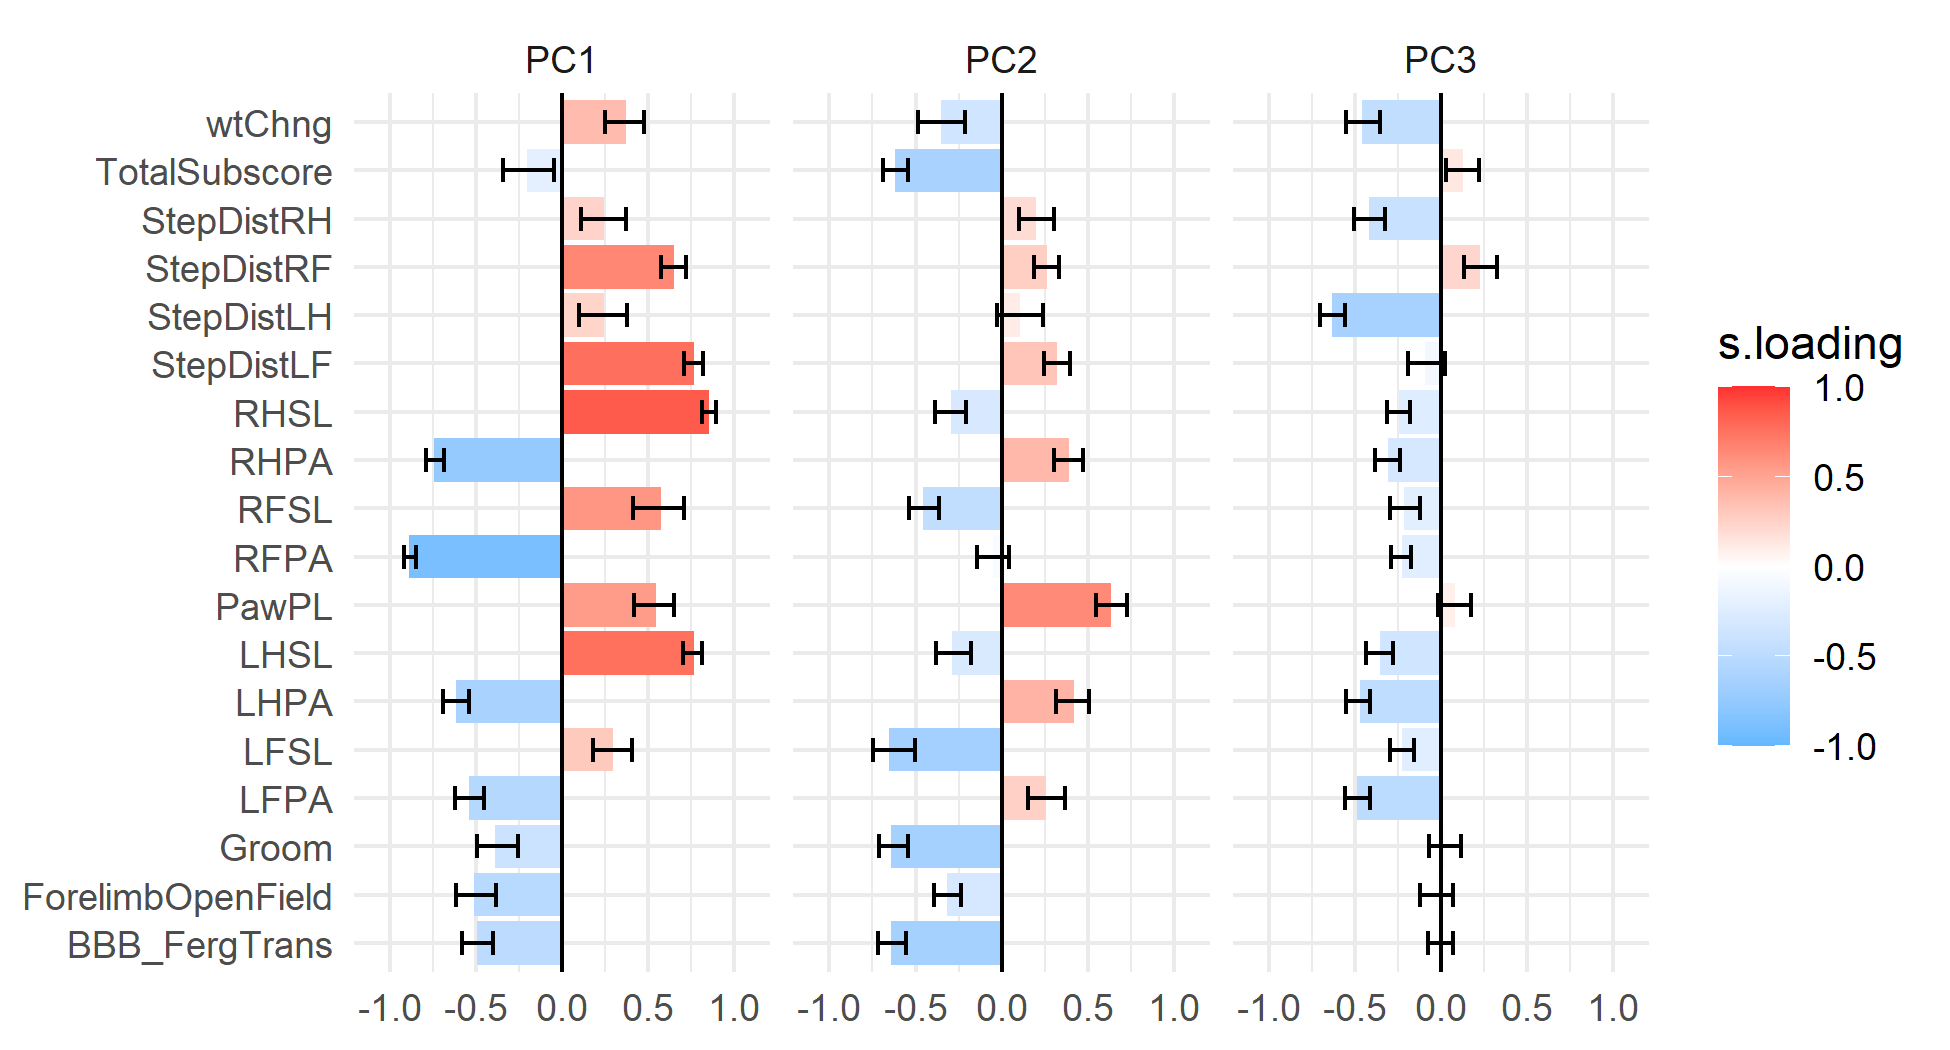 PC1 PC2 PC3
wtChng
TotalSubscore
StepDistRH
StepDistRF
StepDistLH
StepDistLF
RHSL
RHPA
RFSL
RFPA
PawPL
LHSL
LHPA
LFSL
LFPA
Groom
ForelimbOpenField
BBB_FergTrans
-1.0 -0.5 0.0 0.5 1.0 -1.0 -0.5 0.0 0.5 1.0 -1.0 -0.5 0.0 0.5 1.0
s.loading
1.0
0.5
0.0
-0.5
-1.0